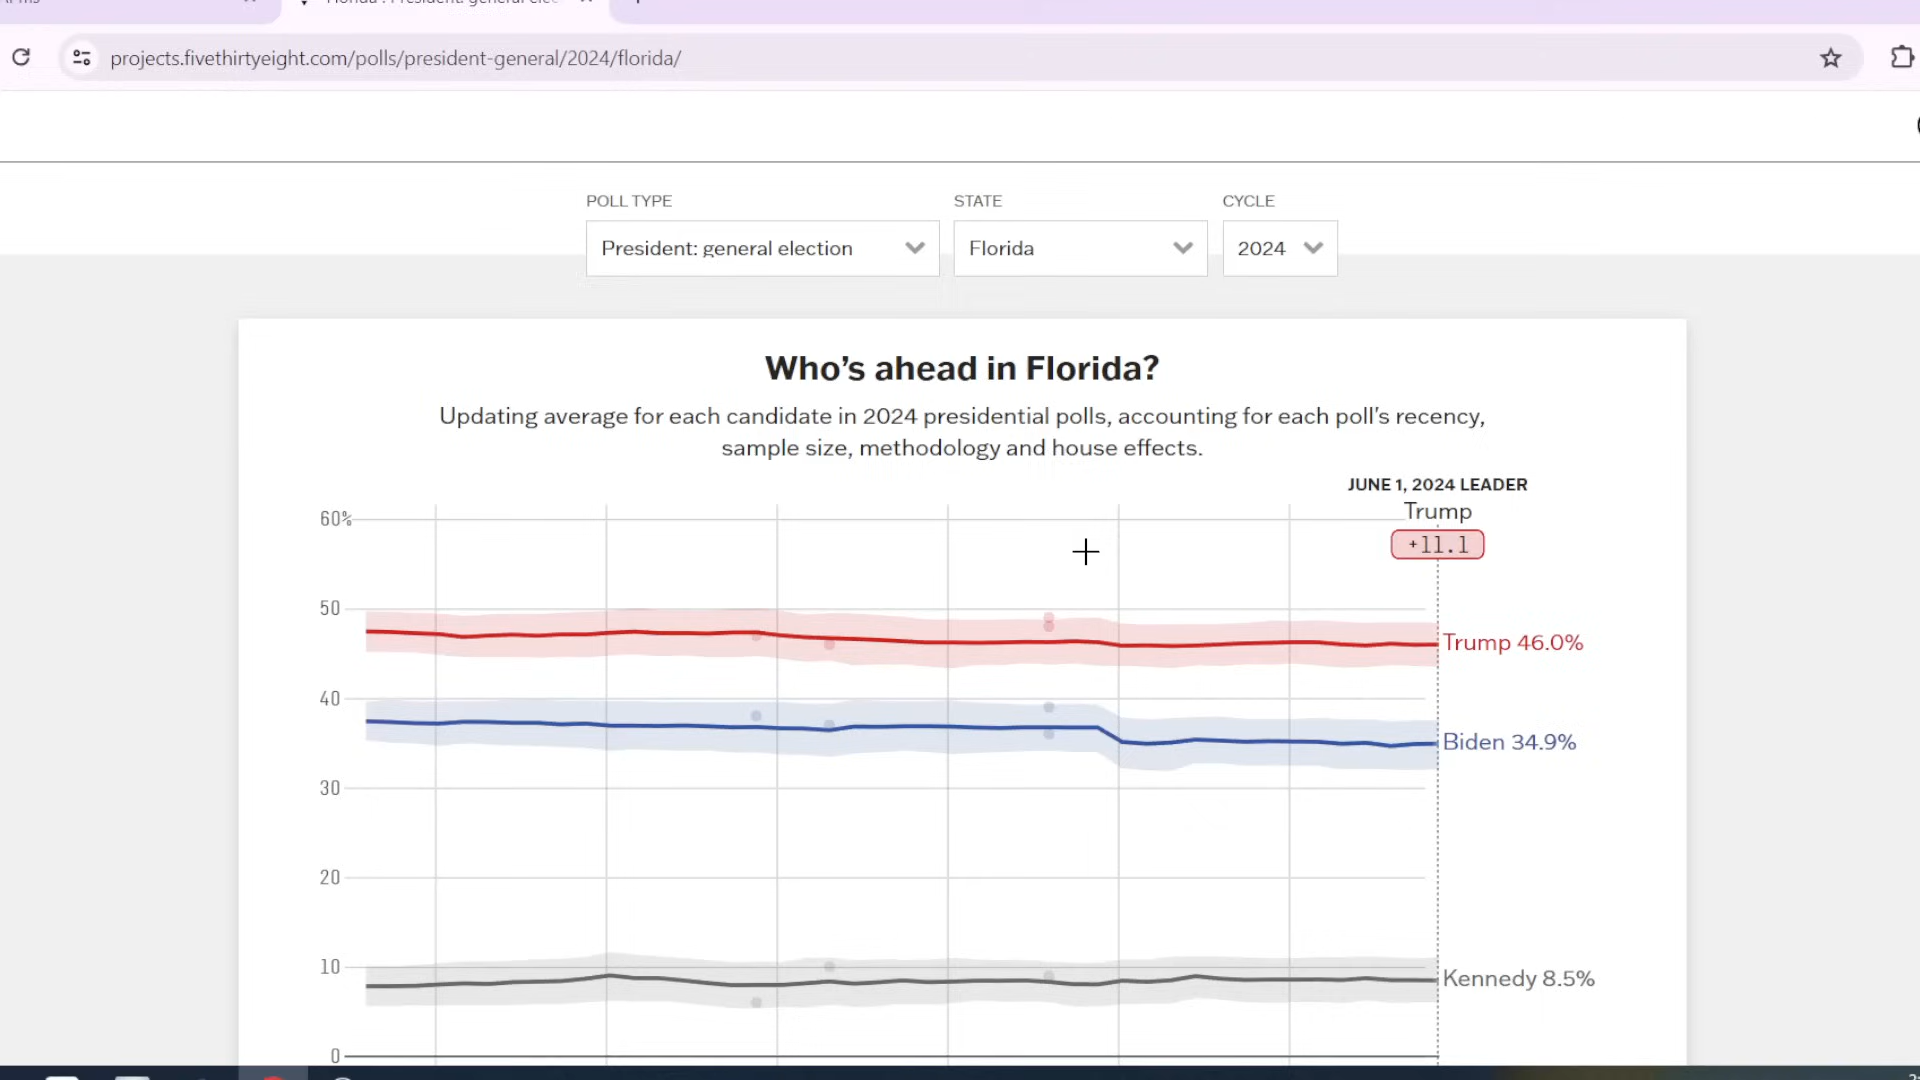 projects.fivethirtyeight.com/polls/president-general/2024/florida/
POLL TYPE
STATE
CYCLE
President: general election
Florida
2024
Who's ahead in Florida?
Updating average for each candidate in 2024 presidential polls, accounting for each poll's recency,
sample size, methodology and house effects.
JUNE 1, 2024 LEADER
Trump
+11.1
60%
50
Trump 46.0%
40
Biden 34.9%
30
20
10
Kennedy 8.5%
0